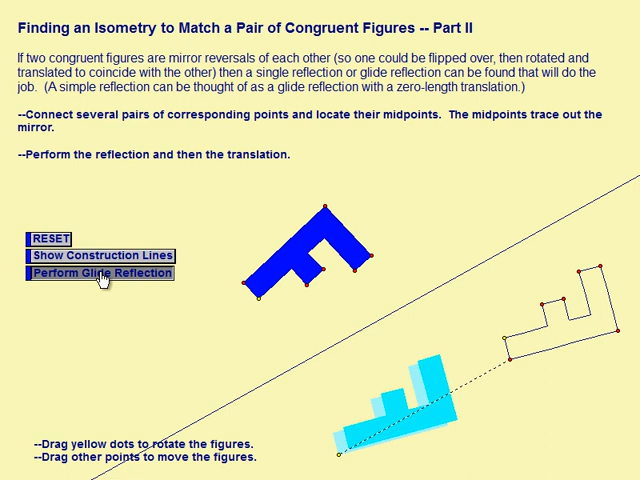 Finding an Isometry to Match a Pair of Congruent Figures -- Part II
If two congruent figures are mirror reversals of each other (so one could be flipped over, then rotated and
translated to coincide with the other) then a single reflection or glide reflection can be found that will do the
job.  (A simple reflection can be thought of as a glide reflection with a zero-length translation.)
--Connect several pairs of corresponding points and locate their midpoints.  The midpoints trace out the
mirror.
--Perform the reflection and then the translation.
RESET
Show Construction Lines
Perform Glide Reflection
--Drag yellow dots to rotate the figures.
--Drag other points to move the figures.